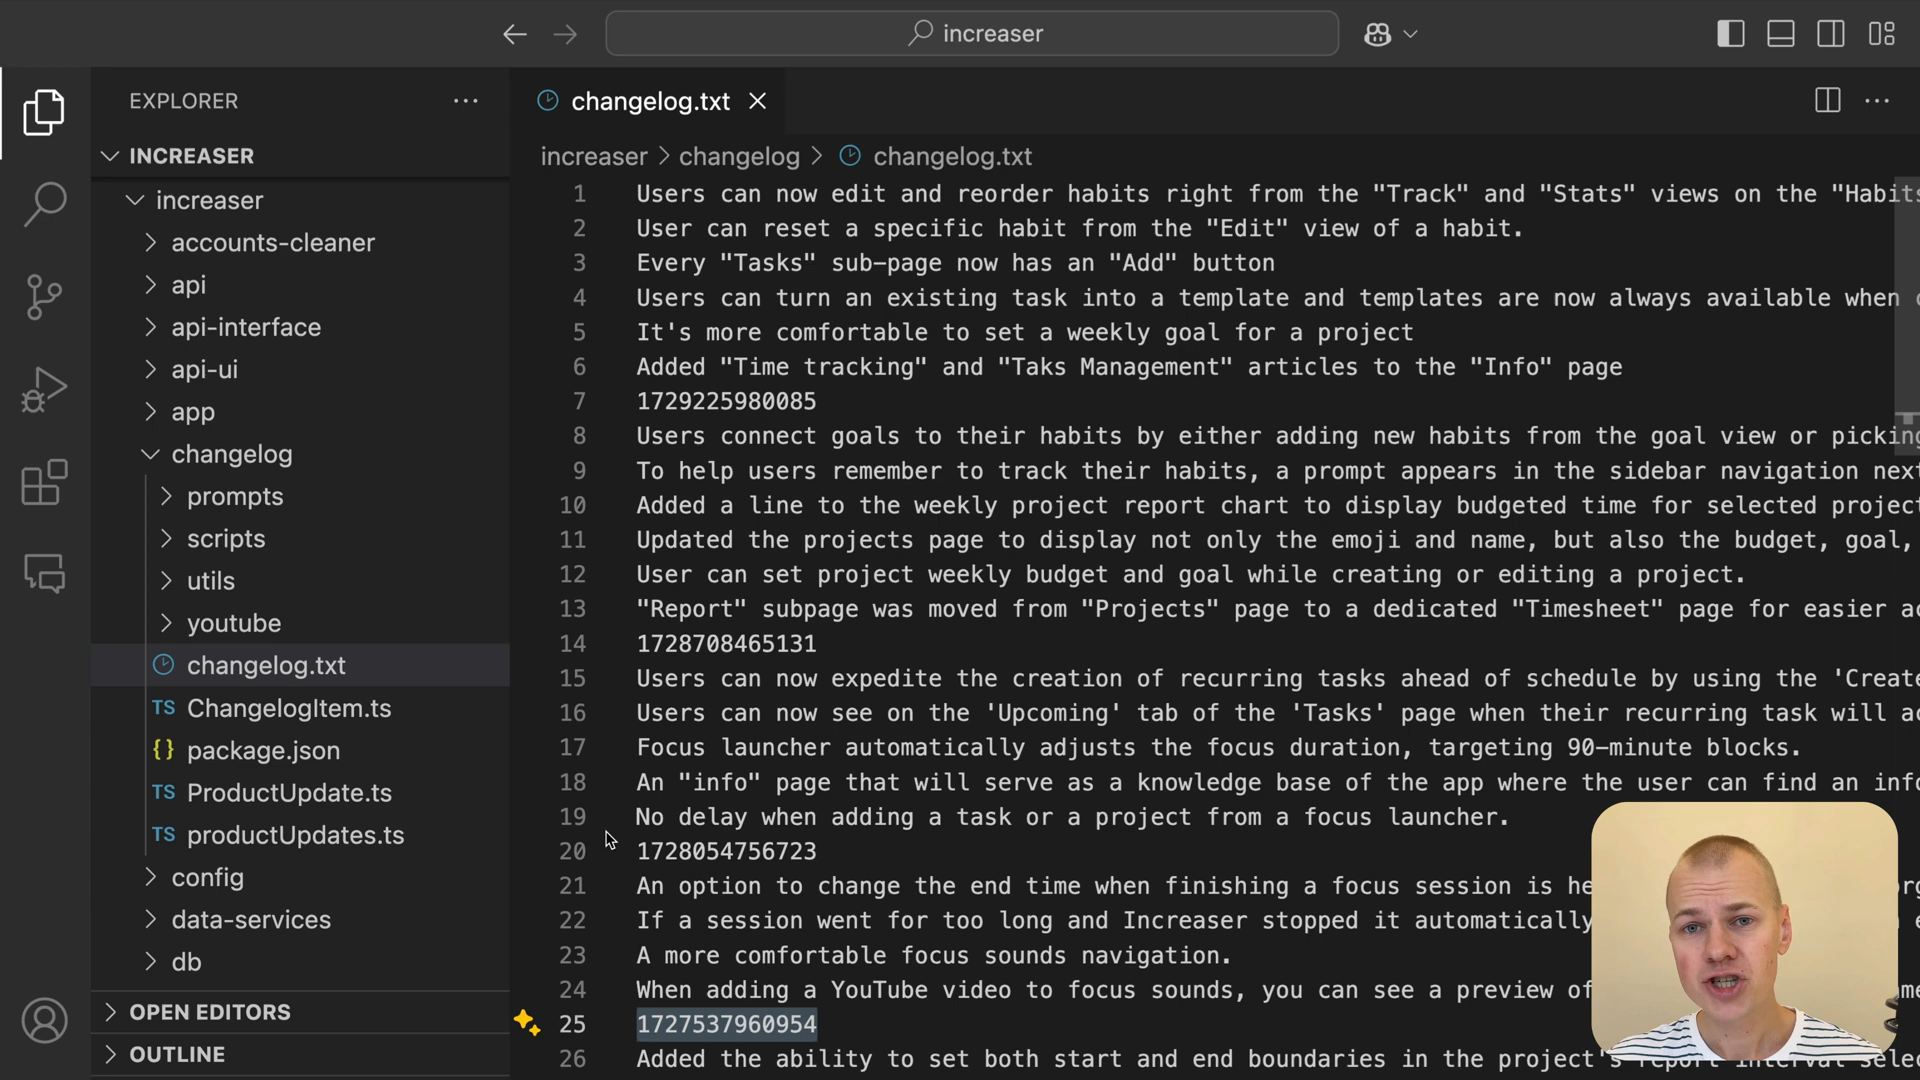 increaser
EXPLORER
INCREASER
increaser
accounts-cleaner
api
api-interface
api-ui
app
changelog
prompts
scripts
utils
youtube
changelog.txt
TS ChangelogItem.ts
{} package.json
TS ProductUpdate.ts
TS productUpdates.ts
config
data-services
db
OPEN EDITORS
OUTLINE
changelog.txt
increaser > changelog > changelog.txt
1 Users can now edit and reorder habits right from the "Track" and "Stats" views on the "Habits
2 User can reset a specific habit from the "Edit" view of a habit.
3 Every "Tasks" sub-page now has an "Add" button
4 Users can turn an existing task into a template and templates are now always available when
5 It's more comfortable to set a weekly goal for a project
6 Added "Time tracking" and "Taks Management" articles to the "Info" page
7 1729225980085
8 Users connect goals to their habits by either adding new habits from the goal view or picking
9 To help users remember to track their habits, a prompt appears in the sidebar navigation next
10 Added a line to the weekly project report chart to display budgeted time for selected project
11 Updated the projects page to display not only the emoji and name, but also the budget, goal,
12 User can set project weekly budget and goal while creating or editing a project.
13 "Report" subpage was moved from "Projects" page to a dedicated "Timesheet" page for easier
14 1728708465131
15 Users can now expedite the creation of recurring tasks ahead of schedule by using the 'Create
16 Users can now see on the 'Upcoming' tab of the 'Tasks' page when their recurring task will
17 Focus launcher automatically adjusts the focus duration, targeting 90-minute blocks.
18 An "info" page that will serve as a knowledge base of the app where the user can find an
19 No delay when adding a task or a project from a focus launcher.
20 1728054756723
21 An option to change the end time when finishing a focus session is
22 If a session went for too long and Increaser stopped it automatically
23 A more comfortable focus sounds navigation.
24 When adding a YouTube video to focus sounds, you can see a preview of
25 1727537960954
26 Added the ability to set both start and end boundaries in the project's report interval